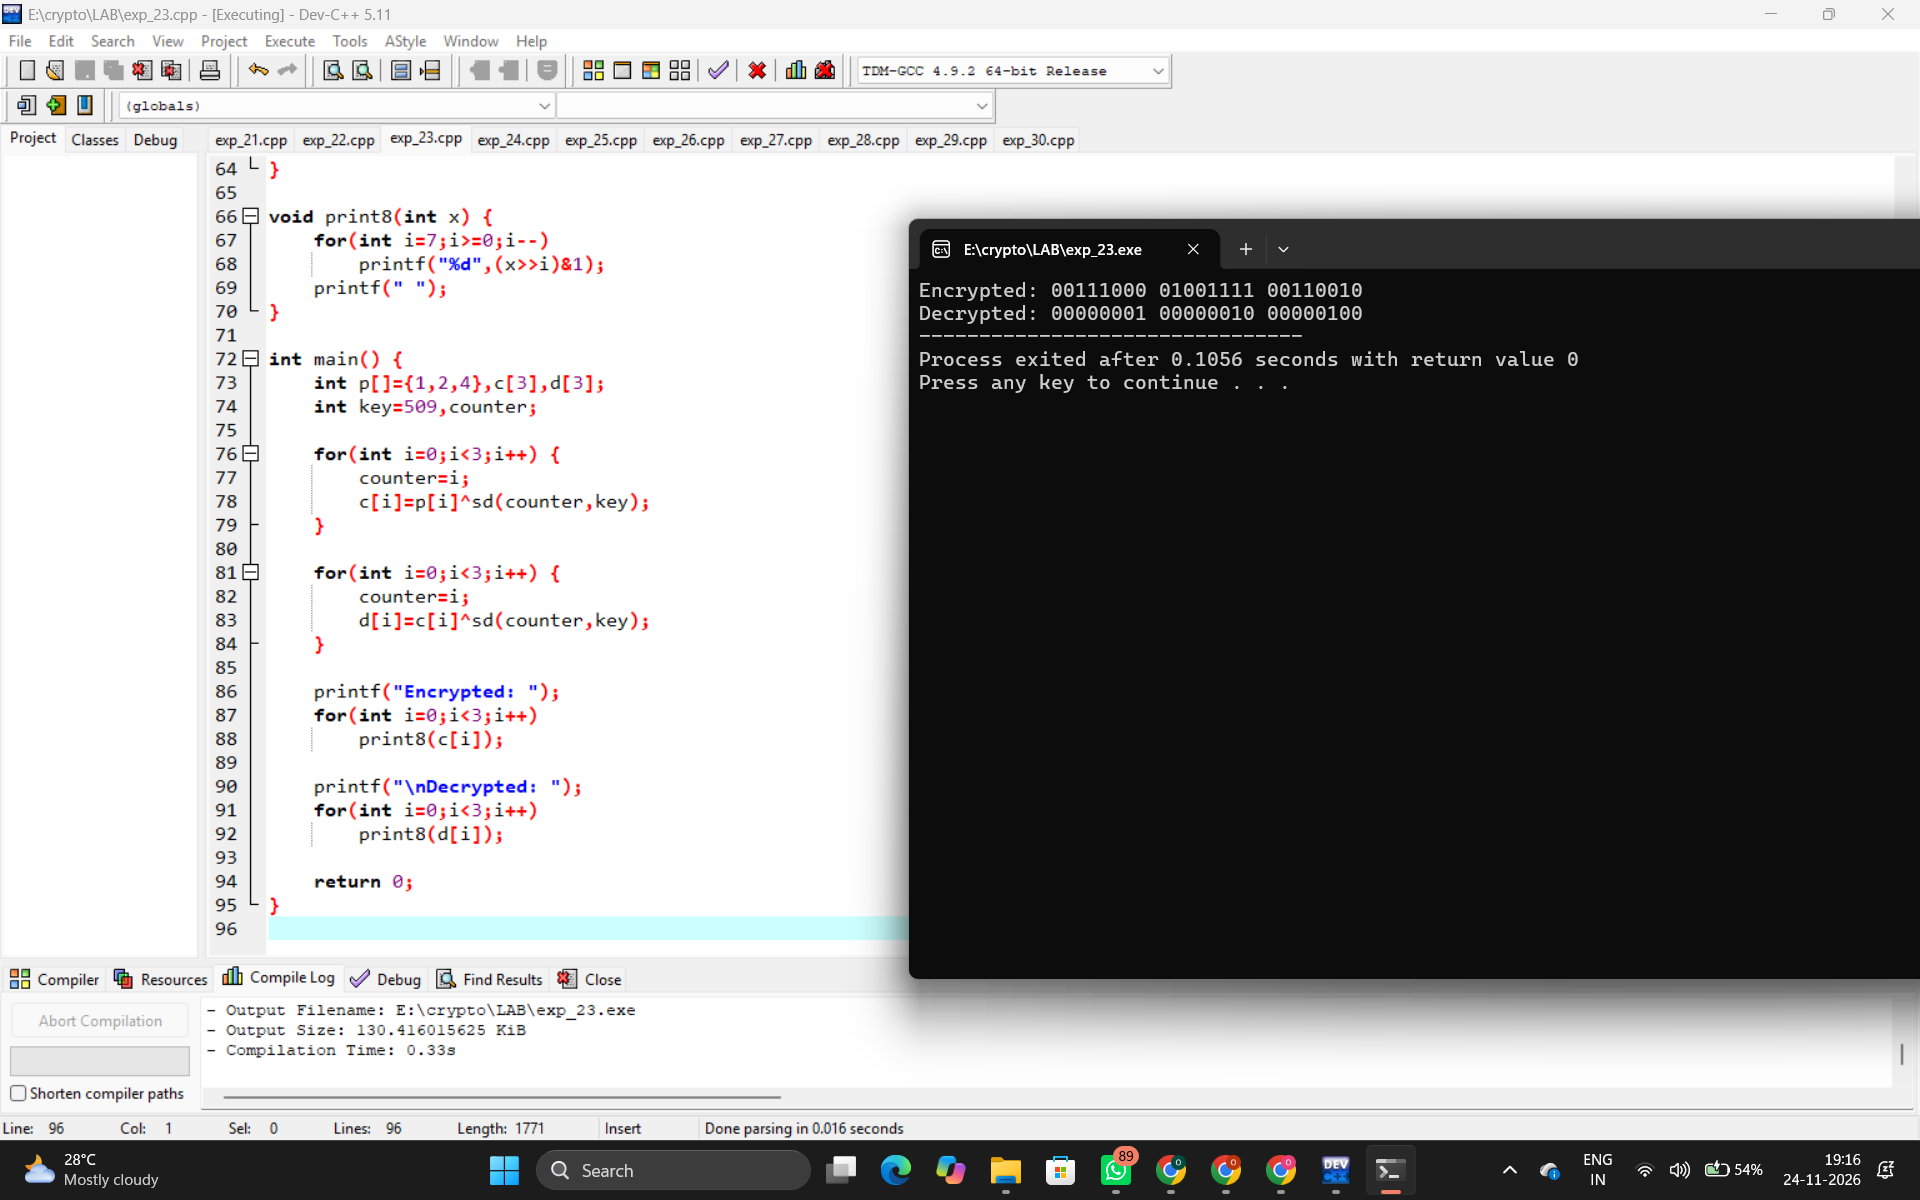 E:\crypto\LAB\exp_23.cpp - [Executing] - Dev-C++ 5.11
File Edit Search View Project Execute Tools AStyle Window Help
TDM-GCC 4.9.2 64-bit Release
(globals)
Project Classes Debug
exp_21.cpp exp_22.cpp exp_23.cpp exp_24.cpp exp_25.cpp exp_26.cpp exp_27.cpp exp_28.cpp exp_29.cpp exp_30.cpp
64 }
65
66 void print8(int x) {
67     for(int i=7;i>=0;i--)
68         printf("%d",(x>>i)&1);
69     printf(" ");
70 }
71
72 int main() {
73     int p[]={1,2,4},c[3],d[3];
74     int key=509,counter;
75
76     for(int i=0;i<3;i++) {
77         counter=i;
78         c[i]=p[i]^sd(counter,key);
79     }
80
81     for(int i=0;i<3;i++) {
82         counter=i;
83         d[i]=c[i]^sd(counter,key);
84     }
85
86     printf("Encrypted: ");
87     for(int i=0;i<3;i++)
88         print8(c[i]);
89
90     printf("\nDecrypted: ");
91     for(int i=0;i<3;i++)
92         print8(d[i]);
93
94     return 0;
95 }
96
E:\crypto\LAB\exp_23.exe
Encrypted: 00111000 01001111 00110010
Decrypted: 00000001 00000010 00000100
--------------------------------
Process exited after 0.1056 seconds with return value 0
Press any key to continue . . .
Compiler Resources Compile Log Debug Find Results Close
Abort Compilation
Shorten compiler paths
- Output Filename: E:\crypto\LAB\exp_23.exe
- Output Size: 130.416015625 KiB
- Compilation Time: 0.33s
Line: 96 Col: 1 Sel: 0 Lines: 96 Length: 1771 Insert Done parsing in 0.016 seconds
28°C
Mostly cloudy
Search
DEV
C++
89
ENG
IN
54%
19:16
24-11-2026